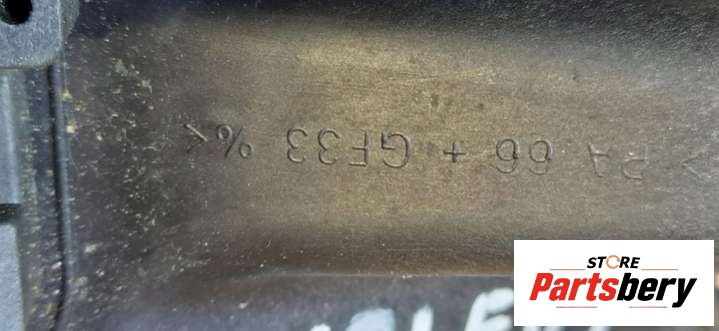 > PA 66 + GF33 %<
STORE
Partsbery